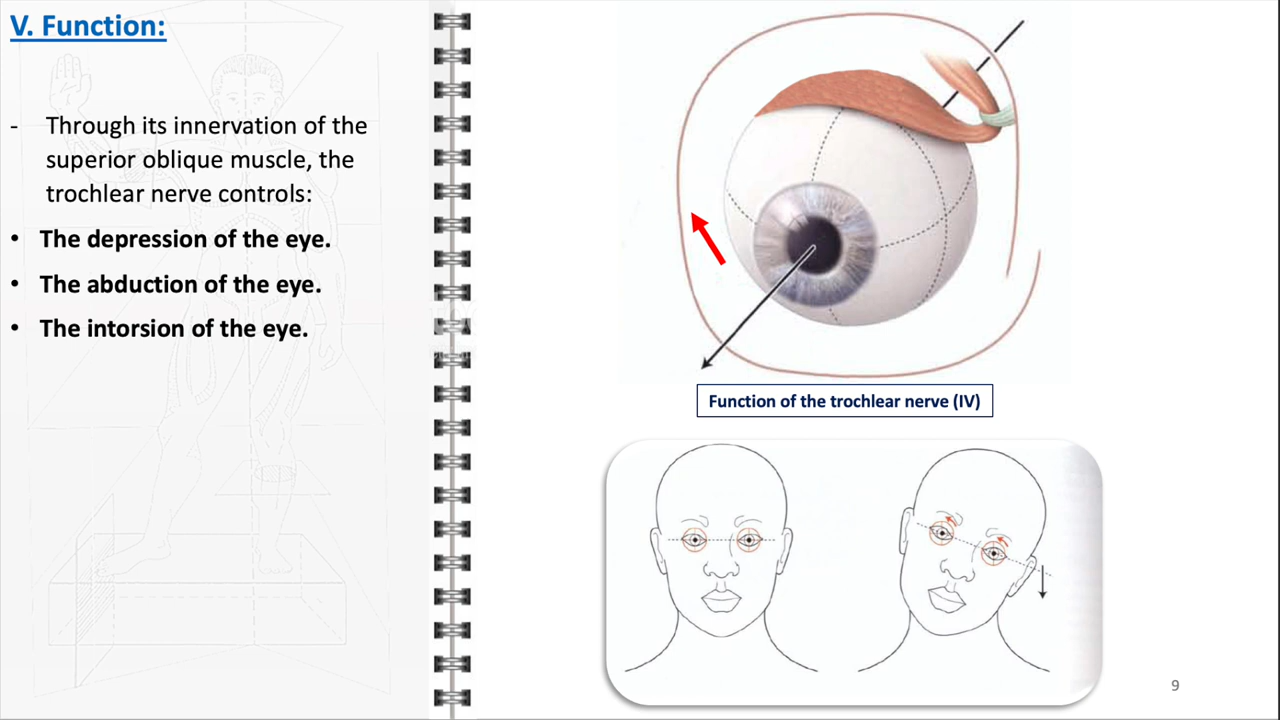 V. Function:
- Through its innervation of the
superior oblique muscle, the
trochlear nerve controls:
• The depression of the eye.
• The abduction of the eye.
• The intorsion of the eye.
Function of the trochlear nerve (IV)
9